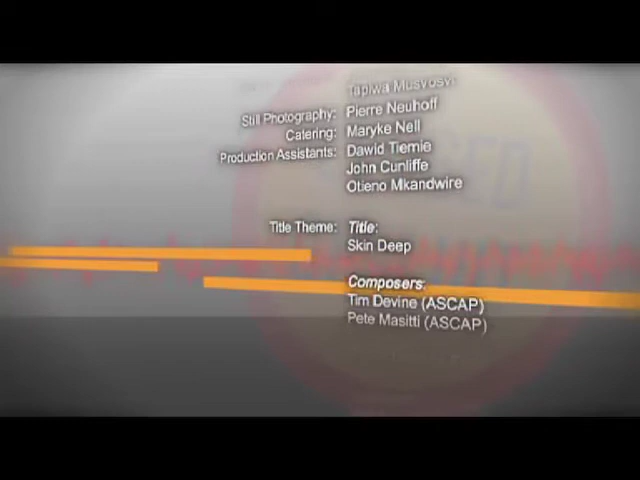 Tapiwa Musvosvi
Still Photography: Pierre Neuhoff
Catering: Maryke Nell
Production Assistants: Dawid Tiemie
John Cunliffe
Otieno Mkandwire
Title Theme: Title:
Skin Deep
Composers:
Tim Devine (ASCAP)
Pete Masitti (ASCAP)